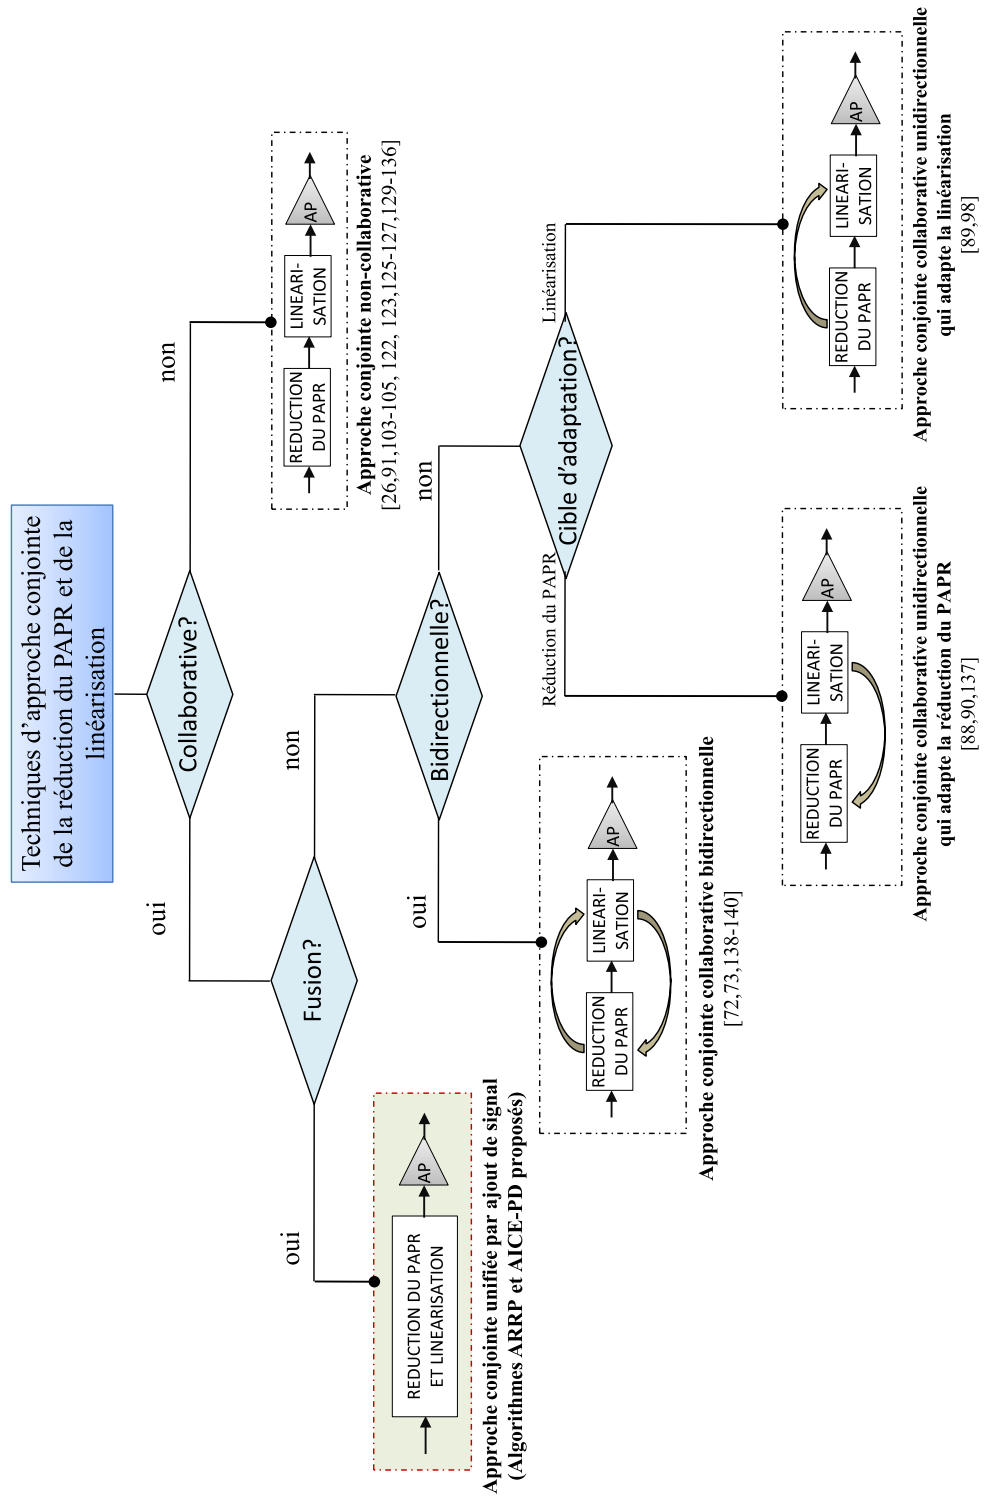 Techniques d'approche conjointe
de la réduction du PAPR et de la
linéarisation
Collaborative?
oui
non
Fusion?
REDUCTION
DU PAPR
LINEARI-
SATION
AP
Approche conjointe non-collaborative
[26,91,103-105, 122, 123,125-127,129-136]
oui
non
REDUCTION DU PAPR
ET LINEARISATION
AP
Approche conjointe unifiée par ajout de signal
(Algorithmes ARRP et AICE-PD proposés)
Bidirectionnelle?
oui
non
REDUCTION
DU PAPR
LINEARI-
SATION
AP
Approche conjointe collaborative bidirectionnelle
[72,73,138-140]
Cible d'adaptation?
Réduction du PAPR
Linéarisation
REDUCTION
DU PAPR
LINEARI-
SATION
AP
Approche conjointe collaborative unidirectionnelle
qui adapte la réduction du PAPR
[88,90,137]
REDUCTION
DU PAPR
LINEARI-
SATION
AP
Approche conjointe collaborative unidirectionnelle
qui adapte la linéarisation
[89,98]